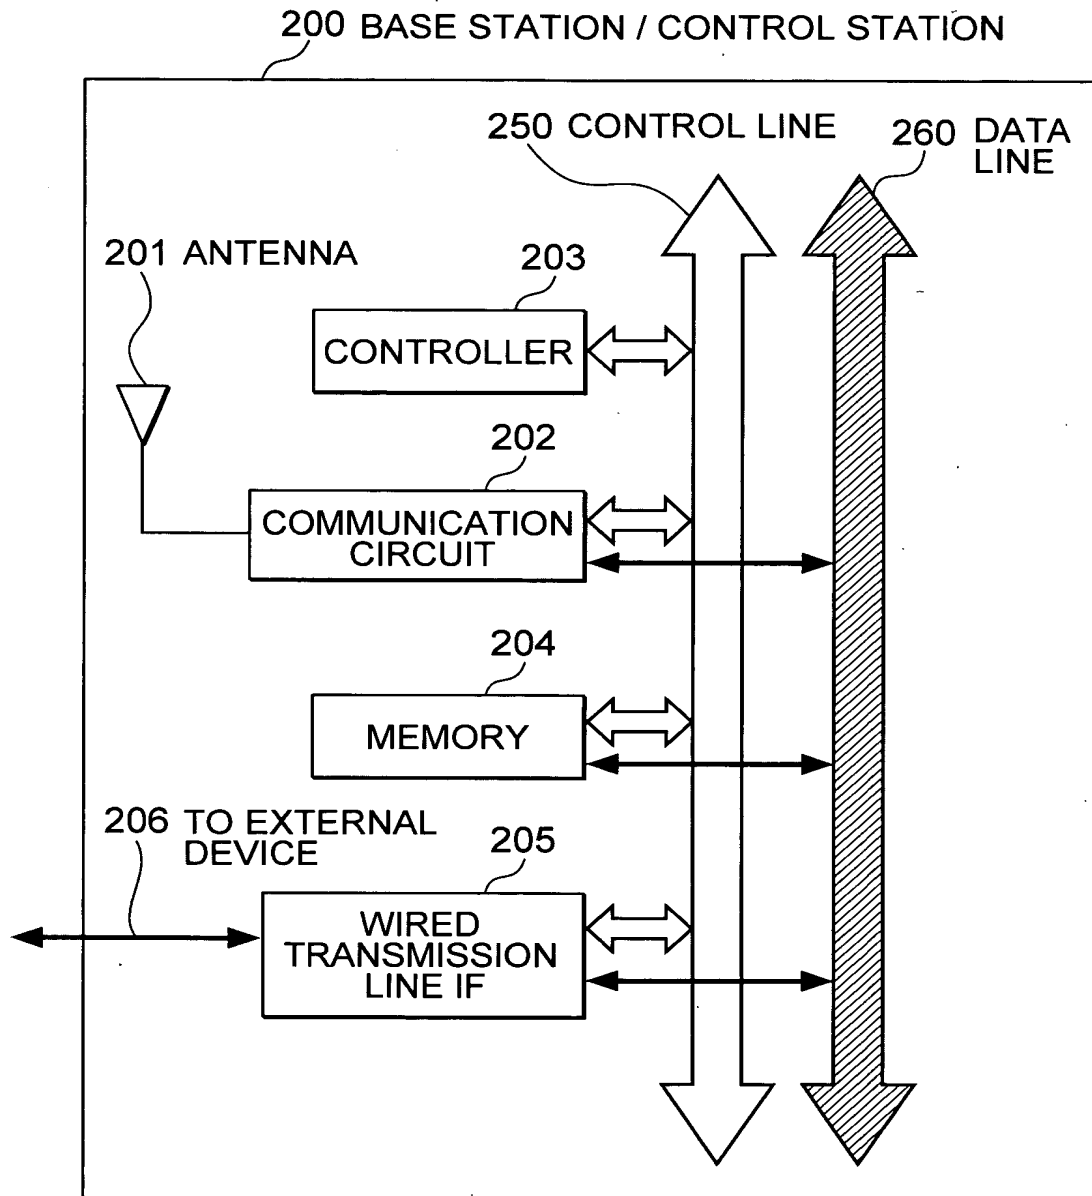 200 BASE STATION / CONTROL STATION
250 CONTROL LINE
260 DATA
LINE
201 ANTENNA
203
CONTROLLER
202
COMMUNICATION
CIRCUIT
204
MEMORY
206 TO EXTERNAL
DEVICE
205
WIRED
TRANSMISSION
LINE IF